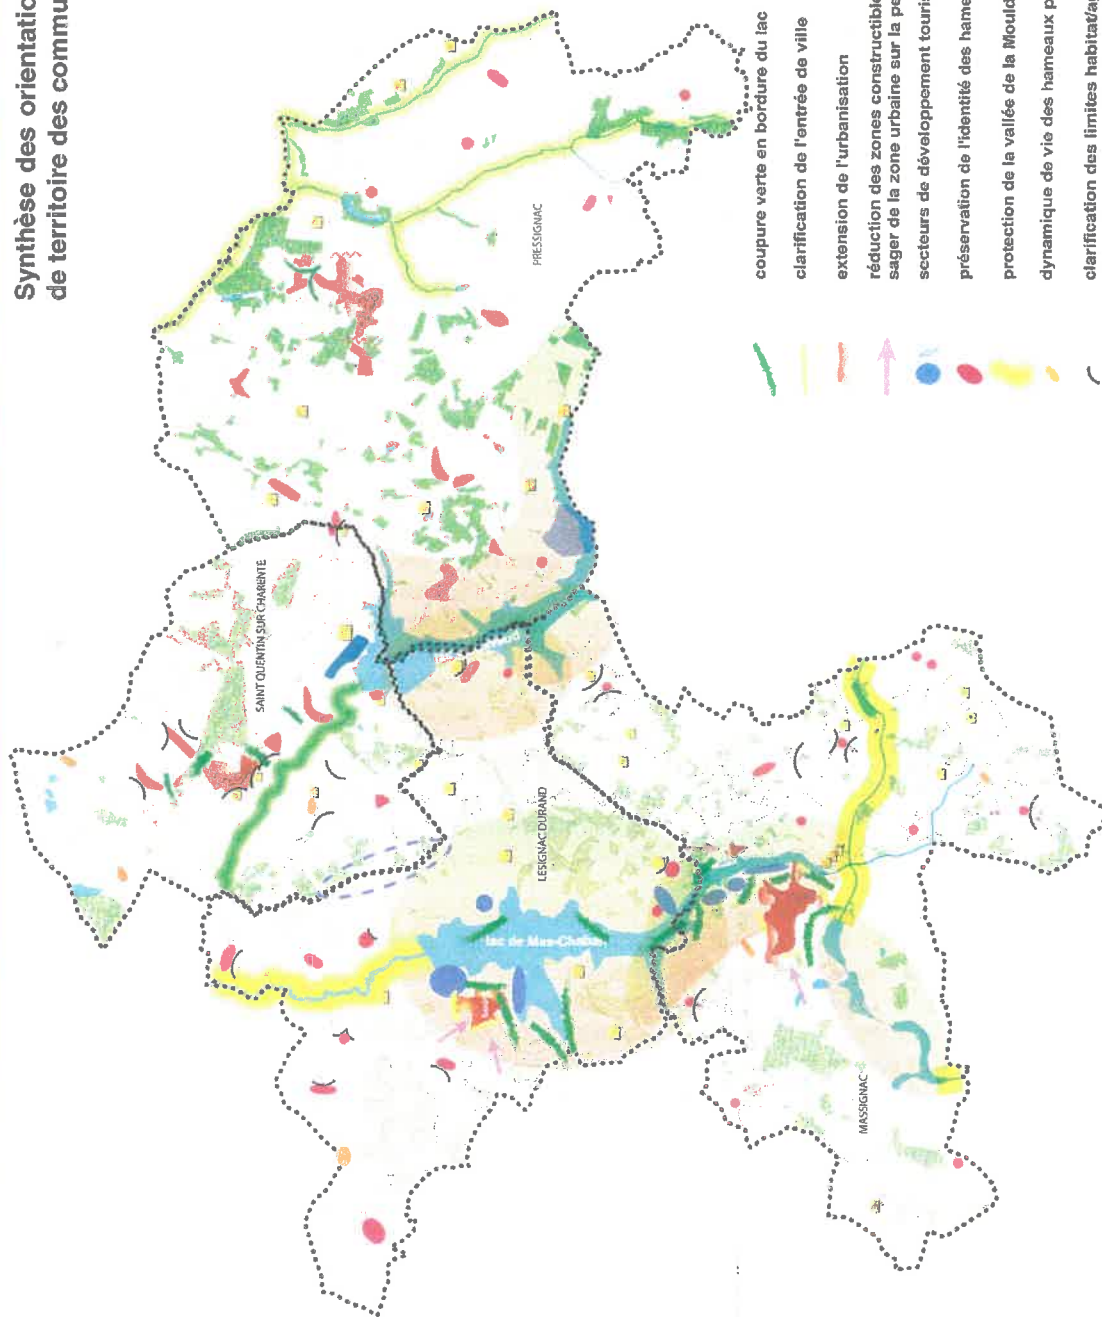 Synthèse des orientatio
de territoire des commu
PRESSIGNAC
SAINT QUENTIN SUR CHARENTE
LESIGNAC DURAND
lac de Mas-Chaban
MASSIGNAC
coupure verte en bordure du lac
clarification de l'entrée de ville
extension de l'urbanisation
réduction des zones constructible
sager de la zone urbaine sur la pe
secteurs de développement touris
préservation de l'identité des hame
protection de la vallée de la Mould
dynamique de vie des hameaux p
clarification des limites habitat/ag